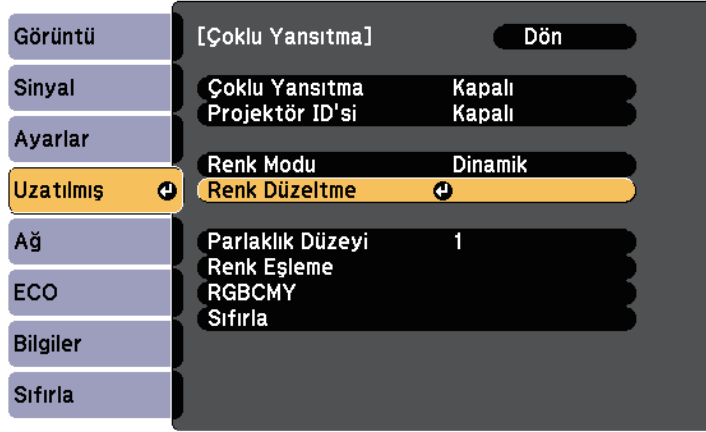 Görüntü
Sinyal
Ayarlar
Uzatılmış
Ağ
ECO
Bilgiler
Sıfırla
[Çoklu Yansıtma] Dön
Çoklu Yansıtma Kapalı
Projektör ID'si Kapalı
Renk Modu Dinamik
Renk Düzeltme
Parlaklık Düzeyi 1
Renk Eşleme
RGBCMY
Sıfırla